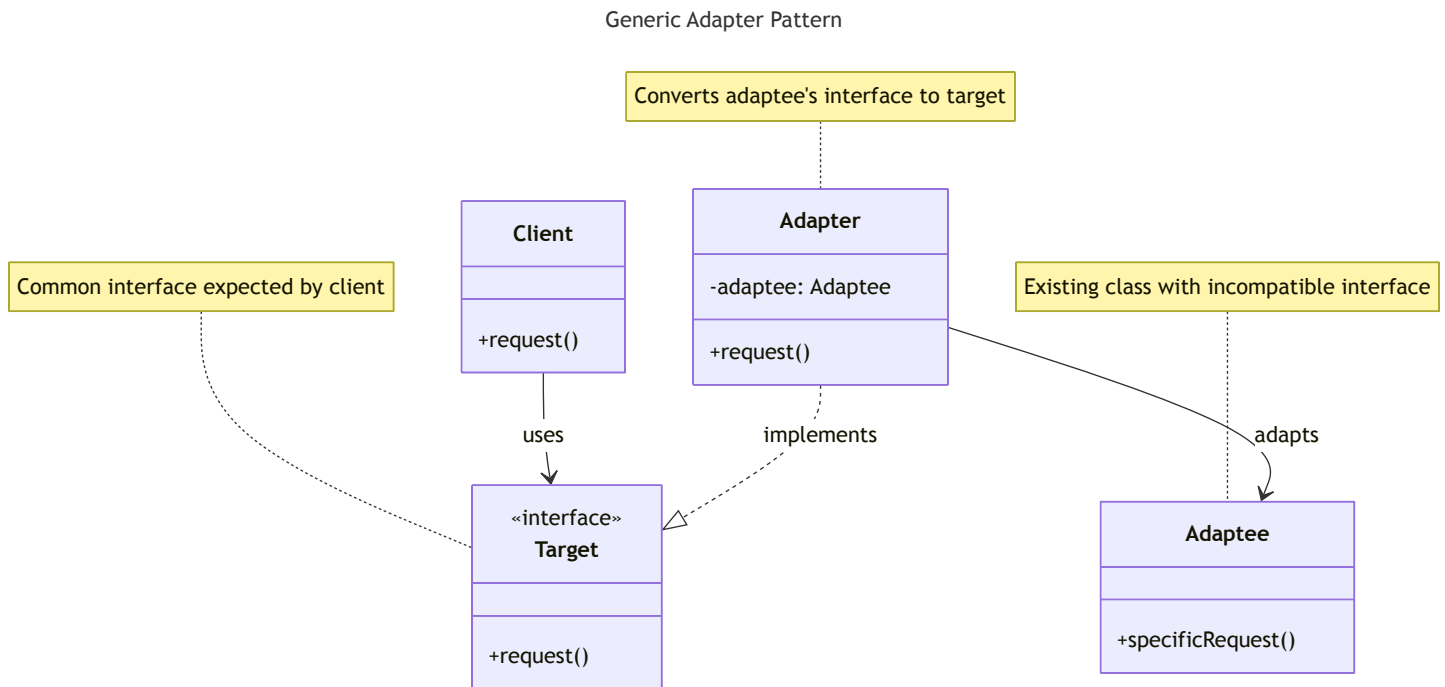 Generic Adapter Pattern
Converts adaptee's interface to target
Client
+request()
Adapter
-adaptee: Adaptee
+request()
Common interface expected by client
Existing class with incompatible interface
uses
implements
adapts
«interface»
Target
+request()
Adaptee
+specificRequest()